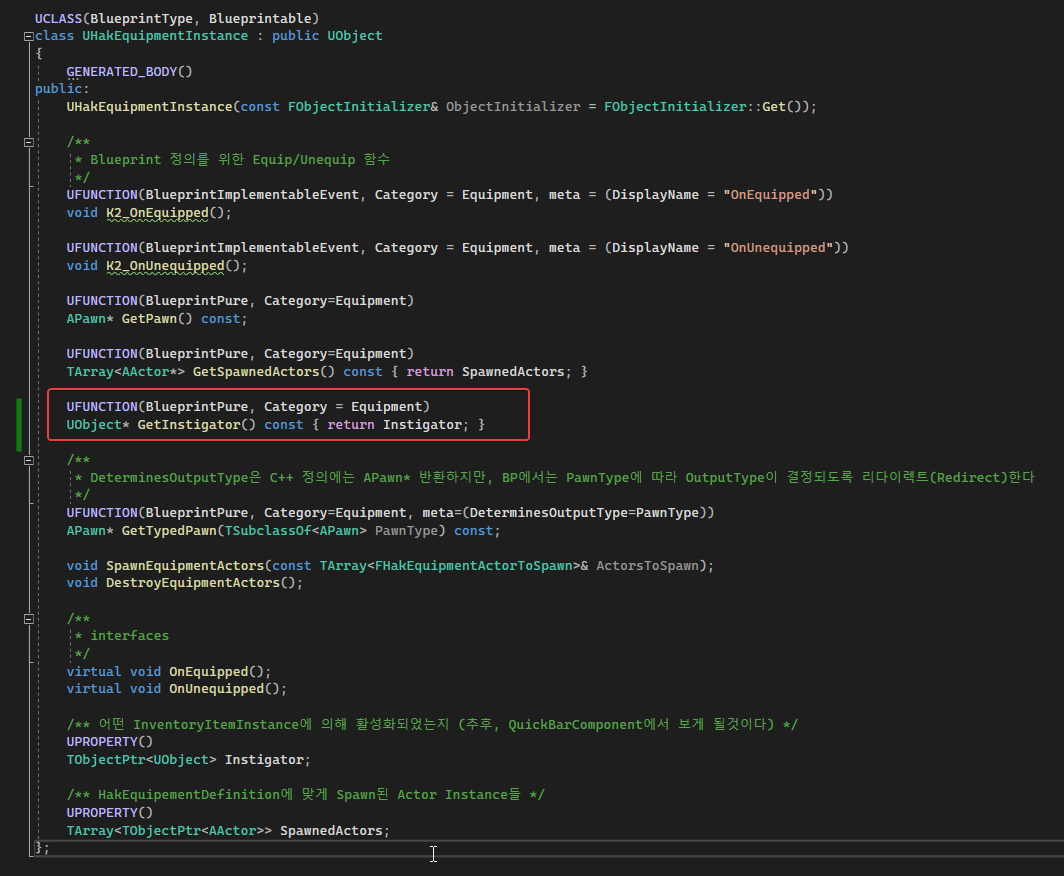 UCLASS(BlueprintType, Blueprintable)
class UHakEquipmentInstance : public UObject
{
GENERATED_BODY()
public:
UHakEquipmentInstance(const FObjectInitializer& ObjectInitializer = FObjectInitializer::Get());
/**
* Blueprint 정의를 위한 Equip/Unequip 함수
*/
UFUNCTION(BlueprintImplementableEvent, Category = Equipment, meta = (DisplayName = "OnEquipped"))
void K2_OnEquipped();
UFUNCTION(BlueprintImplementableEvent, Category = Equipment, meta = (DisplayName = "OnUnequipped"))
void K2_OnUnequipped();
UFUNCTION(BlueprintPure, Category=Equipment)
APawn* GetPawn() const;
UFUNCTION(BlueprintPure, Category=Equipment)
TArray<AActor*> GetSpawnedActors() const { return SpawnedActors; }
UFUNCTION(BlueprintPure, Category = Equipment)
UObject* GetInstigator() const { return Instigator; }
/**
* DeterminesOutputType은 C++ 정의에는 APawn* 반환하지만, BP에서는 PawnType에 따라 OutputType이 결정되도록 리다이렉트(Redirect)한다
*/
UFUNCTION(BlueprintPure, Category=Equipment, meta=(DeterminesOutputType=PawnType))
APawn* GetTypedPawn(TSubclassOf<APawn> PawnType) const;
void SpawnEquipmentActors(const TArray<FHakEquipmentActorToSpawn>& ActorsToSpawn);
void DestroyEquipmentActors();
/**
* interfaces
*/
virtual void OnEquipped();
virtual void OnUnequipped();
/** 어떤 InventoryItemInstance에 의해 활성화되었는지 (추후, QuickBarComponent에서 보게 될것이다) */
UPROPERTY()
TObjectPtr<UObject> Instigator;
/** HakEquipementDefinition에 맞게 Spawn된 Actor Instance들 */
UPROPERTY()
TArray<TObjectPtr<AActor>> SpawnedActors;
};